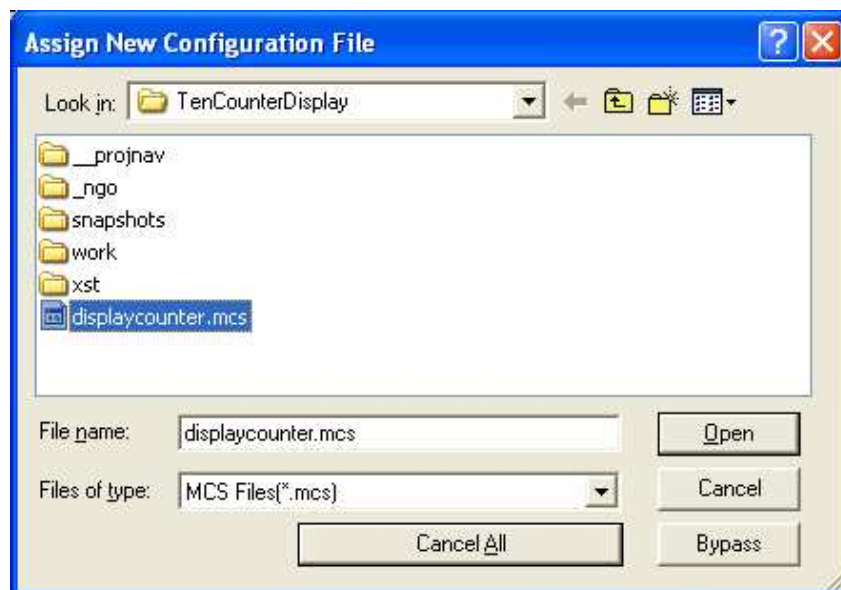 Assign New Configuration File
Look in: TenCounterDisplay
__projnav
_ngo
snapshots
work
xst
displaycounter.mcs
File name: displaycounter.mcs Open
Files of type: MCS Files(*.mcs) Cancel
Cancel All Bypass